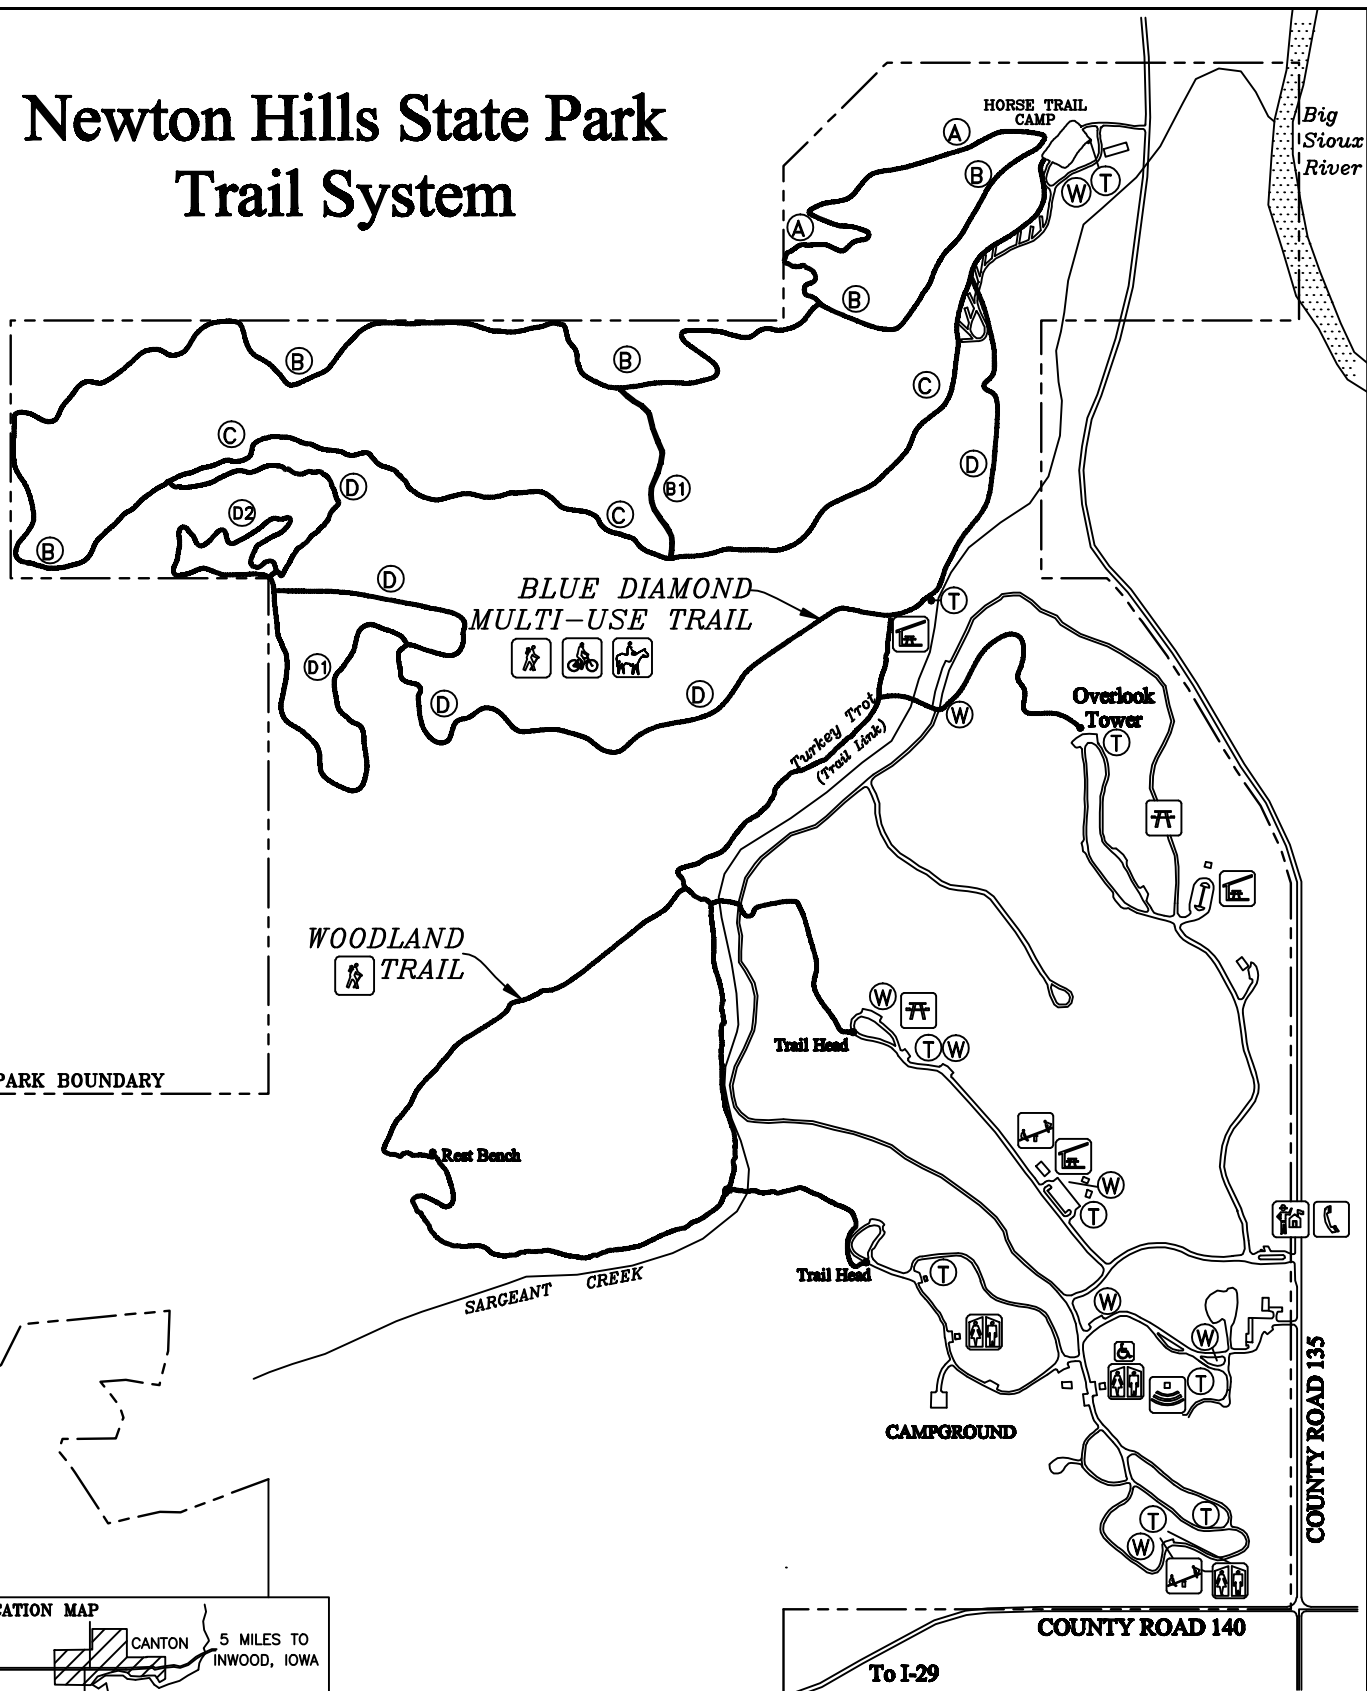 Newton Hills State Park
Trail System
HORSE TRAIL
CAMP
Big
Sioux
River
A
B
W
T
A
B
B
B
C
C
D
B1
D
D2
C
B
D
D
BLUE DIAMOND
MULTI-USE TRAIL
T
D1
D
D
W
Overlook
Tower
T
Turkey Trot
(Trail Link)
WOODLAND
TRAIL
W
Trail Head
T
W
PARK BOUNDARY
Rest Bench
W
T
Trail Head
T
SARGEANT CREEK
W
W
T
CAMPGROUND
COUNTY ROAD 135
T
T
W
CATION MAP
CANTON
5 MILES TO
INWOOD, IOWA
COUNTY ROAD 140
To I-29